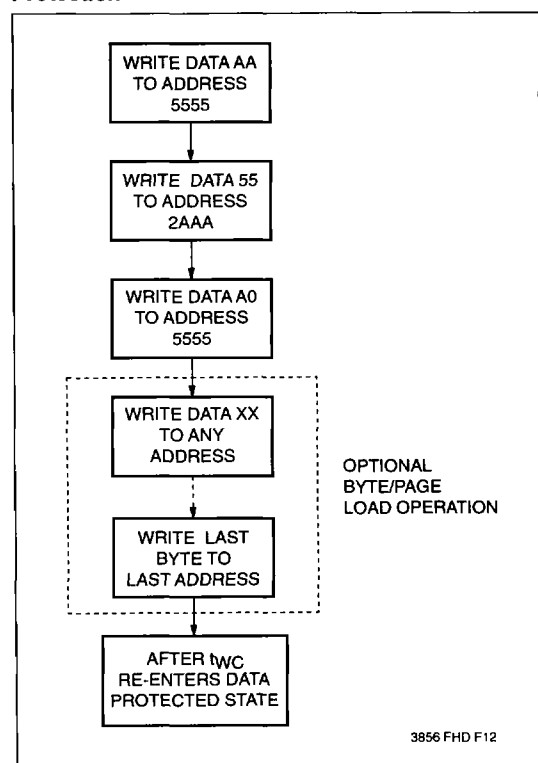 WRITE DATA AA
TO ADDRESS
5555
WRITE DATA 55
TO ADDRESS
2AAA
WRITE DATA A0
TO ADDRESS
5555
WRITE DATA XX
TO ANY
ADDRESS
OPTIONAL
BYTE/PAGE
LOAD OPERATION
WRITE LAST
BYTE TO
LAST ADDRESS
AFTER tWC
RE-ENTERS DATA
PROTECTED STATE
3856 FHD F12